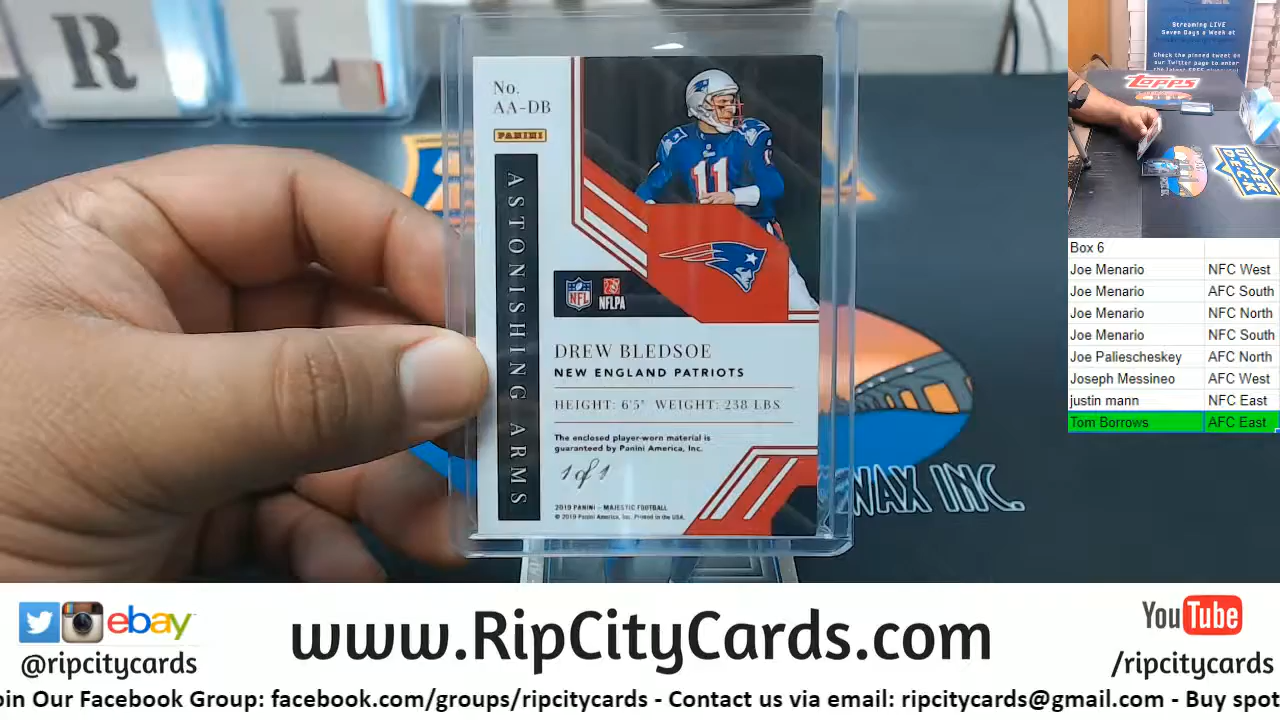 R
L
No.
AA-DB
PANINI
ASTONISHING ARMS
11
NFL
NFLPA
DREW BLEDSOE
NEW ENGLAND PATRIOTS
HEIGHT: 6'5" WEIGHT: 238 LBS
The enclosed player-worn material is
guaranteed by Panini America, Inc.
1 of 1
2019 PANINI - MAJESTIC FOOTBALL
© 2019 Panini America, Inc. Printed in the USA.
WAX INC.
Streaming LIVE
Seven Days a Week at
Check the pinned tweet on
our Twitter page to enter
Topps
UPPER
DECK
Box 6
Joe Menario NFC West
Joe Menario AFC South
Joe Menario NFC North
Joe Menario NFC South
Joe Paliescheskey AFC North
Joseph Messineo AFC West
justin mann NFC East
Tom Borrows AFC East
ebay
@ripcitycards
www.RipCityCards.com
YouTube
/ripcitycards
oin Our Facebook Group: facebook.com/groups/ripcitycards - Contact us via email: ripcitycards@gmail.com - Buy spot